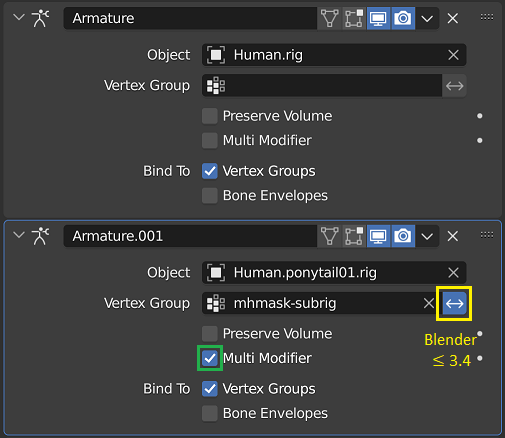 Armature
Object Human.rig
Vertex Group
Preserve Volume
Multi Modifier
Bind To Vertex Groups
Bone Envelopes
Armature.001
Object Human.ponytail01.rig
Vertex Group mhmask-subrig
Preserve Volume
Blender
Multi Modifier
≤ 3.4
Bind To Vertex Groups
Bone Envelopes